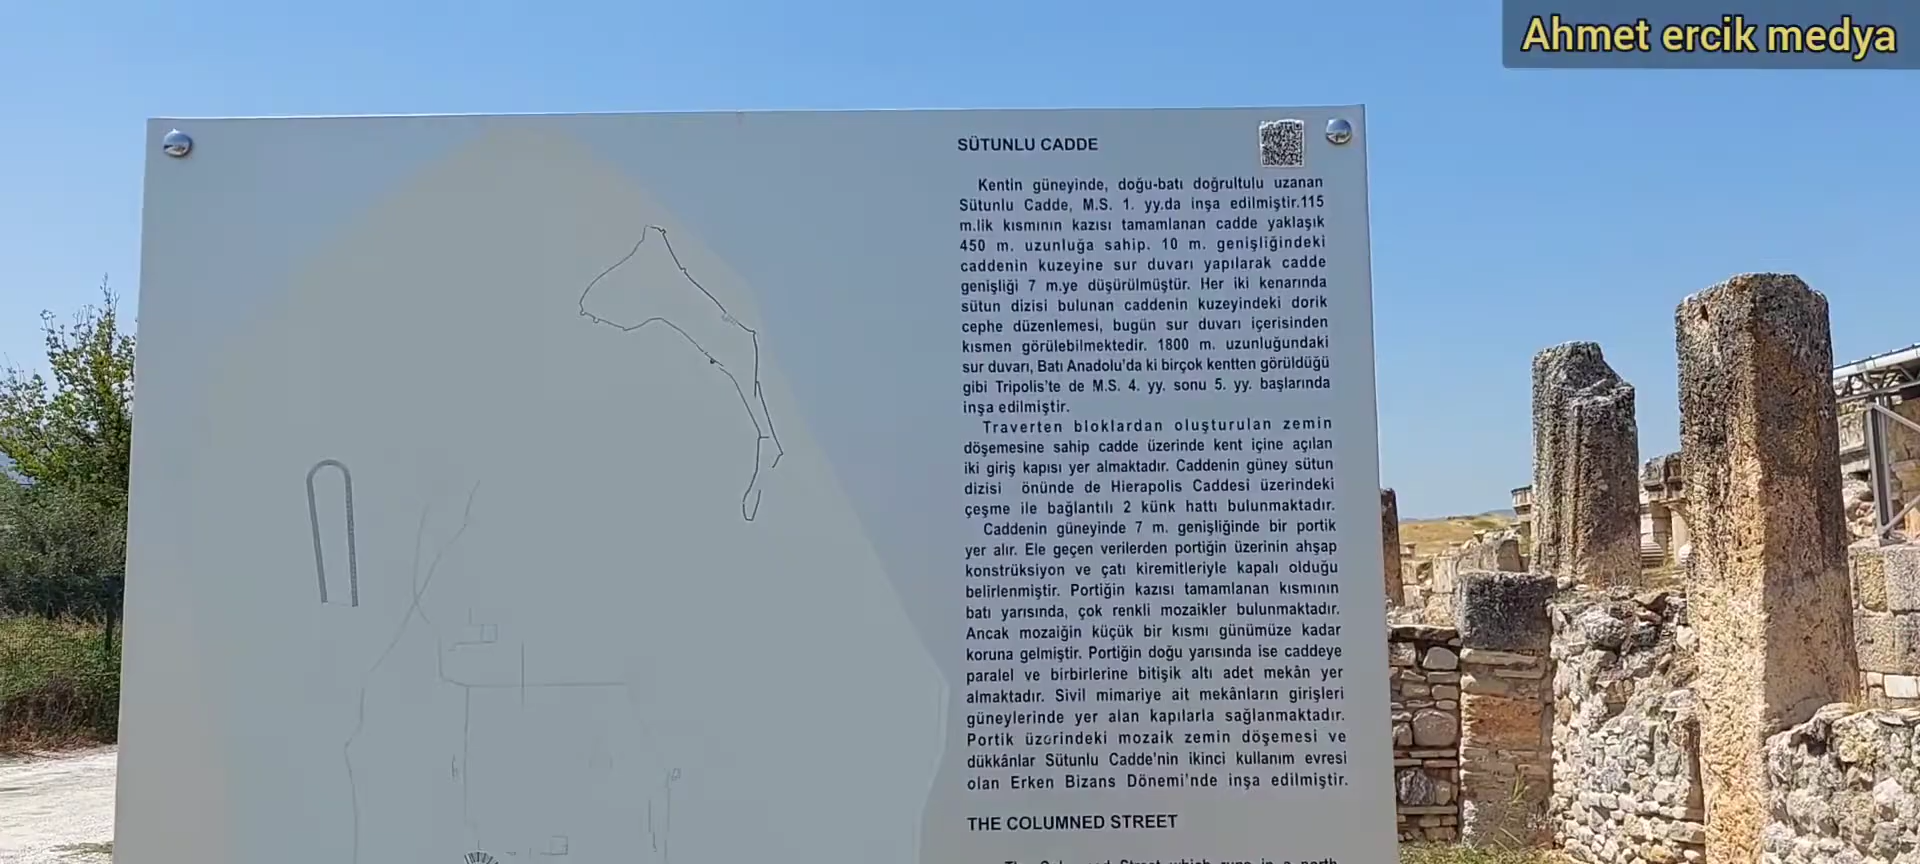 Ahmet ercik medya
SÜTUNLU CADDE
Kentin güneyinde, doğu-batı doğrultulu uzanan
Sütunlu Cadde, M.S. 1. yy.da inşa edilmiştir.115
m.lik kısmının kazısı tamamlanan cadde yaklaşık
450 m. uzunluğa sahip. 10 m. genişliğindeki
caddenin kuzeyine sur duvarı yapılarak cadde
genişliği 7 m.ye düşürülmüştür. Her iki kenarında
sütun dizisi bulunan caddenin kuzeyindeki dorik
cephe düzenlemesi, bugün sur duvarı içerisinden
kısmen görülebilmektedir. 1800 m. uzunluğundaki
sur duvarı, Batı Anadolu'da ki birçok kentten görüldüğü
gibi Tripolis'te de M.S. 4. yy. sonu 5. yy. başlarında
inşa edilmiştir.
Traverten bloklardan oluşturulan zemin
döşemesine sahip cadde üzerinde kent içine açılan
iki giriş kapısı yer almaktadır. Caddenin güney sütun
dizisi önünde de Hierapolis Caddesi üzerindeki
çeşme ile bağlantılı 2 künk hattı bulunmaktadır.
Caddenin güneyinde 7 m. genişliğinde bir portik
yer alır. Ele geçen verilerden portiğin üzerinin ahşap
konstrüksiyon ve çatı kiremitleriyle kapalı olduğu
belirlenmiştir. Portiğin kazısı tamamlanan kısmının
batı yarısında, çok renkli mozaikler bulunmaktadır.
Ancak mozaiğin küçük bir kısmı günümüze kadar
koruna gelmiştir. Portiğin doğu yarısında ise caddeye
paralel ve birbirlerine bitişik altı adet mekân yer
almaktadır. Sivil mimariye ait mekânların girişleri
güneylerinde yer alan kapılarla sağlanmaktadır.
Portik üzerindeki mozaik zemin döşemesi ve
dükkânlar Sütunlu Cadde'nin ikinci kullanım evresi
olan Erken Bizans Dönemi'nde inşa edilmiştir.
THE COLUMNED STREET